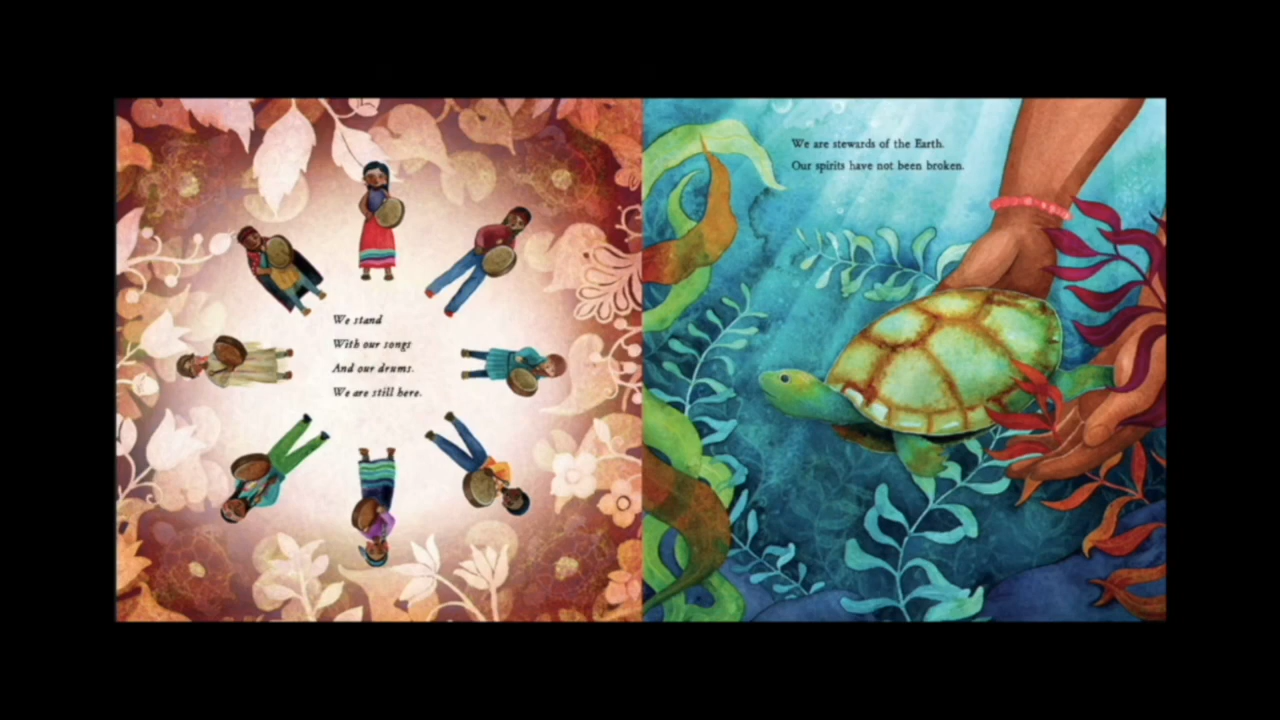 We stand
With our songs
And our drums.
We are still here.
We are stewards of the Earth.
Our spirits have not been broken.